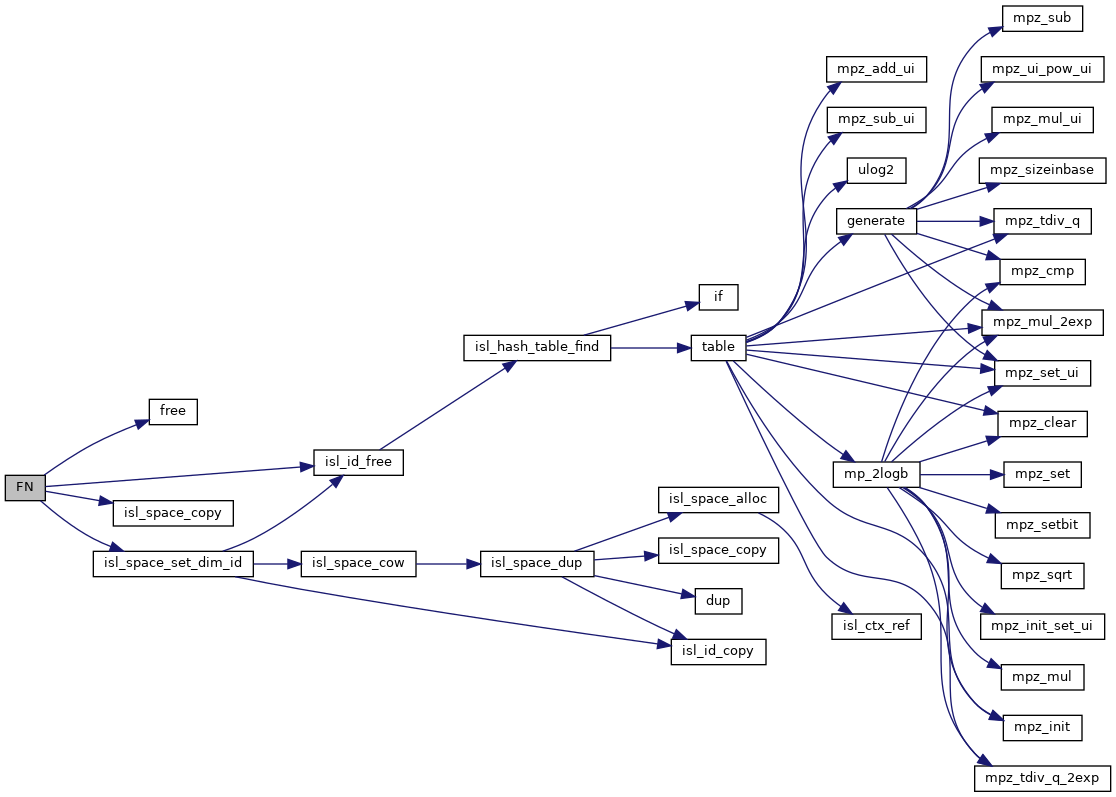 mpz_sub
mpz_add_ui
mpz_ui_pow_ui
mpz_sub_ui
mpz_mul_ui
ulog2
mpz_sizeinbase
generate
mpz_tdiv_q
mpz_cmp
if
mpz_mul_2exp
isl_hash_table_find
table
mpz_set_ui
free
mpz_clear
isl_id_free
mp_2logb
mpz_set
FN
isl_space_alloc
isl_space_copy
mpz_setbit
isl_space_copy
isl_space_set_dim_id
isl_space_cow
isl_space_dup
mpz_sqrt
dup
isl_ctx_ref
mpz_init_set_ui
isl_id_copy
mpz_mul
mpz_init
mpz_tdiv_q_2exp